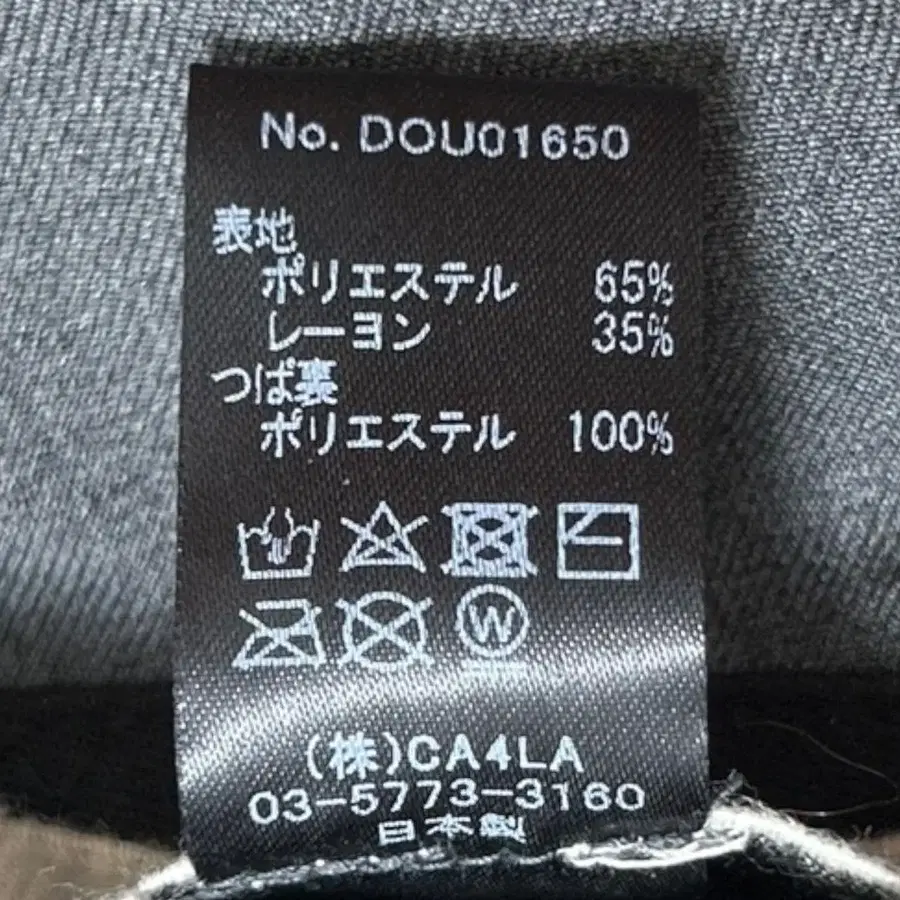 No. DOU01650
表地
ポリエステル 65%
レーヨン 35%
つば裏
ポリエステル 100%
W
(株)CA4LA
03-5773-3160
日本製